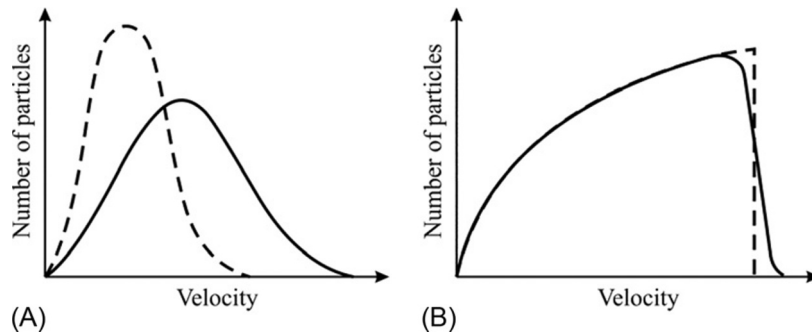 Number of particles
Velocity
(A)
Number of particles
Velocity
(B)